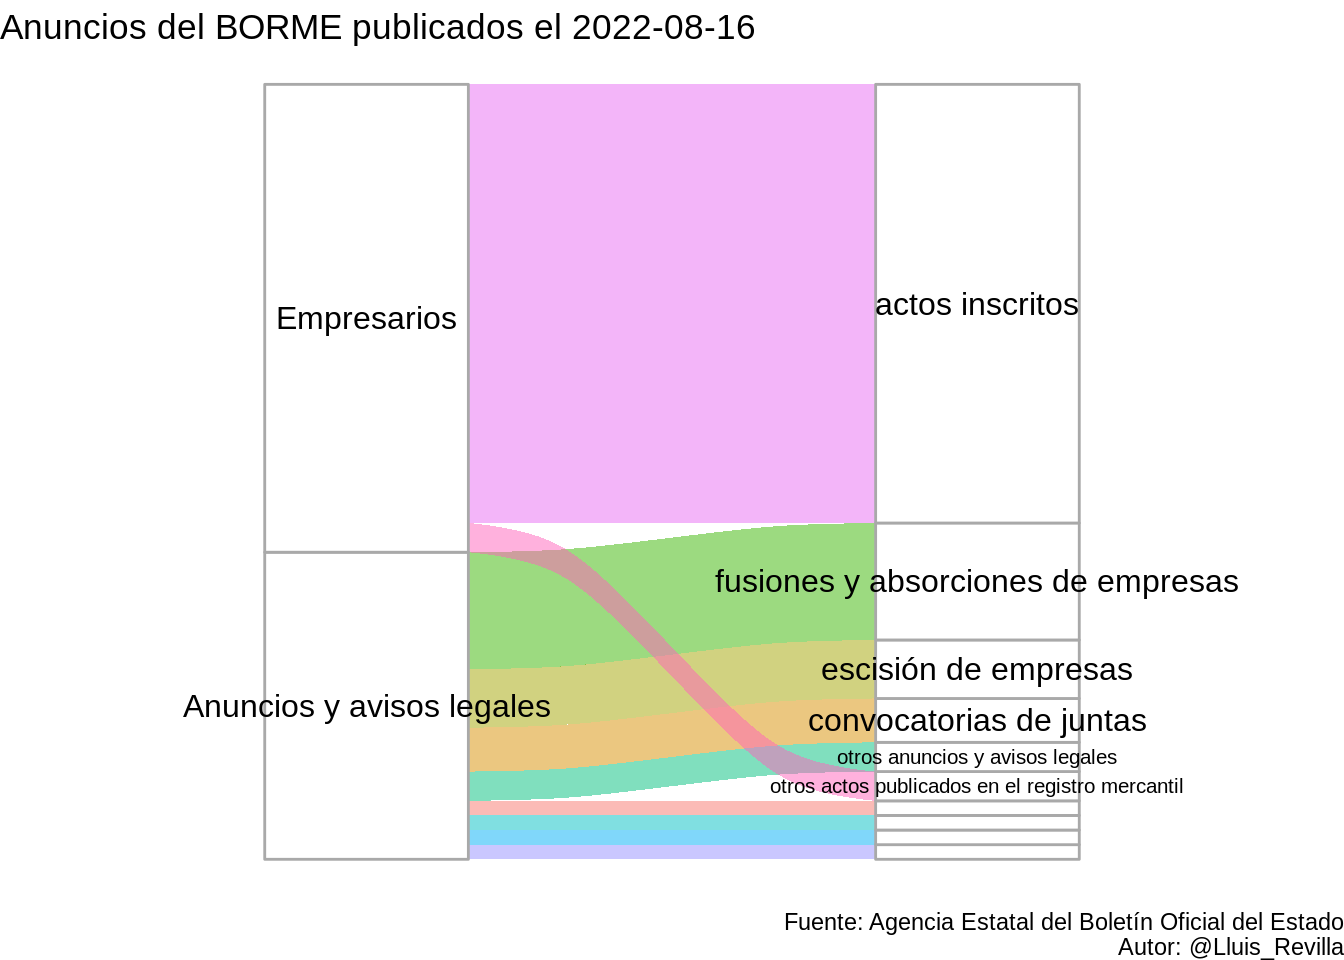 Anuncios del BORME publicados el 2022-08-16
Empresarios
actos inscritos
fusiones y absorciones de empresas
escisión de empresas
Anuncios y avisos legales
convocatorias de juntas
otros anuncios y avisos legales
otros actos publicados en el registro mercantil
Fuente: Agencia Estatal del Boletín Oficial del Estado
Autor: @Lluis_Revilla